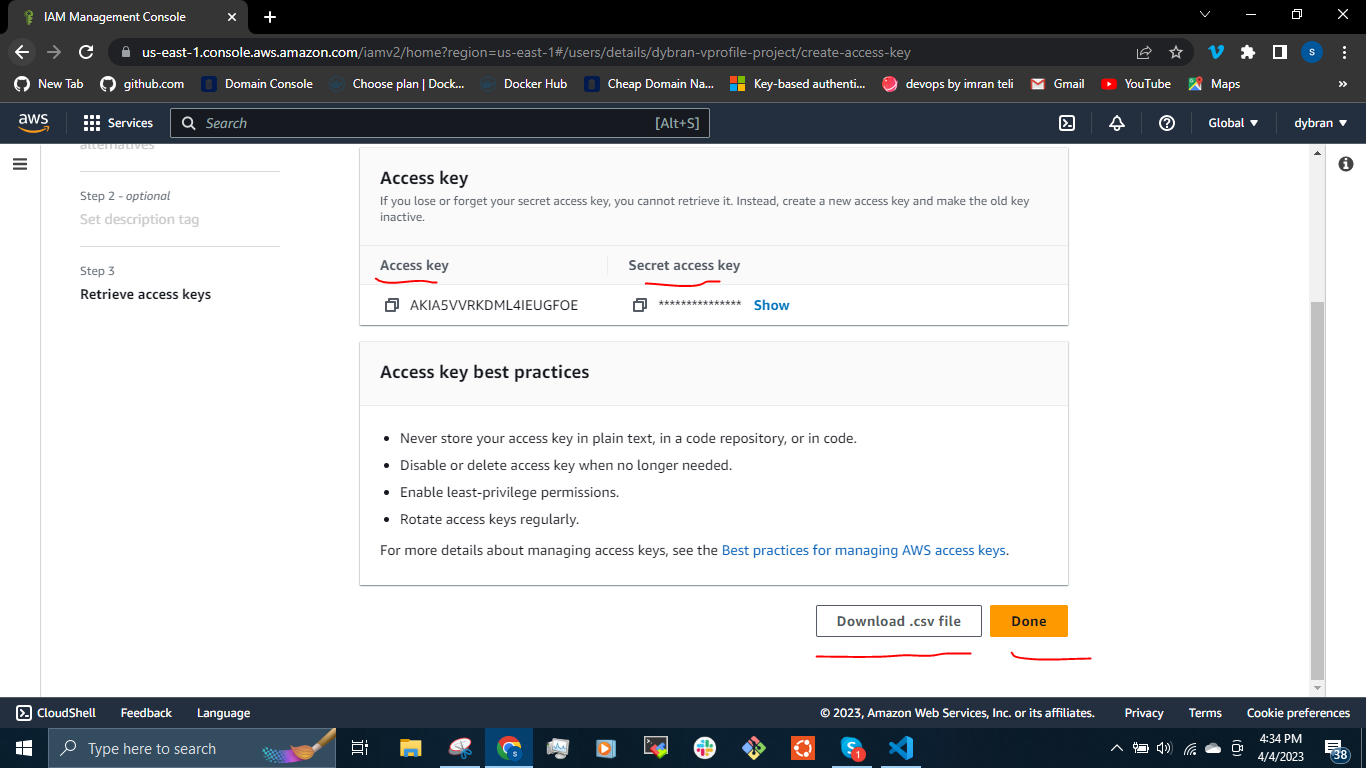 IAM Management Console
us-east-1.console.aws.amazon.com/iamv2/home?region=us-east-1#/users/details/dybran-vprofile-project/create-access-key
s
New Tab
github.com
Domain Console
Choose plan | Dock...
Docker Hub
Cheap Domain Na...
Key-based authenti...
devops by imran teli
Gmail
YouTube
Maps
»
aws
Services
Search
[Alt+S]
Global
dybran
alternatives
Step 2 - optional
Set description tag
Step 3
Retrieve access keys
Access key
If you lose or forget your secret access key, you cannot retrieve it. Instead, create a new access key and make the old key
inactive.
Access key
Secret access key
AKIA5VVRKDML4IEUGFOE
***************
Show
Access key best practices
• Never store your access key in plain text, in a code repository, or in code.
• Disable or delete access key when no longer needed.
• Enable least-privilege permissions.
• Rotate access keys regularly.
For more details about managing access keys, see the Best practices for managing AWS access keys.
Download .csv file
Done
CloudShell
Feedback
Language
© 2023, Amazon Web Services, Inc. or its affiliates.
Privacy
Terms
Cookie preferences
Type here to search
1
4:34 PM
4/4/2023
38